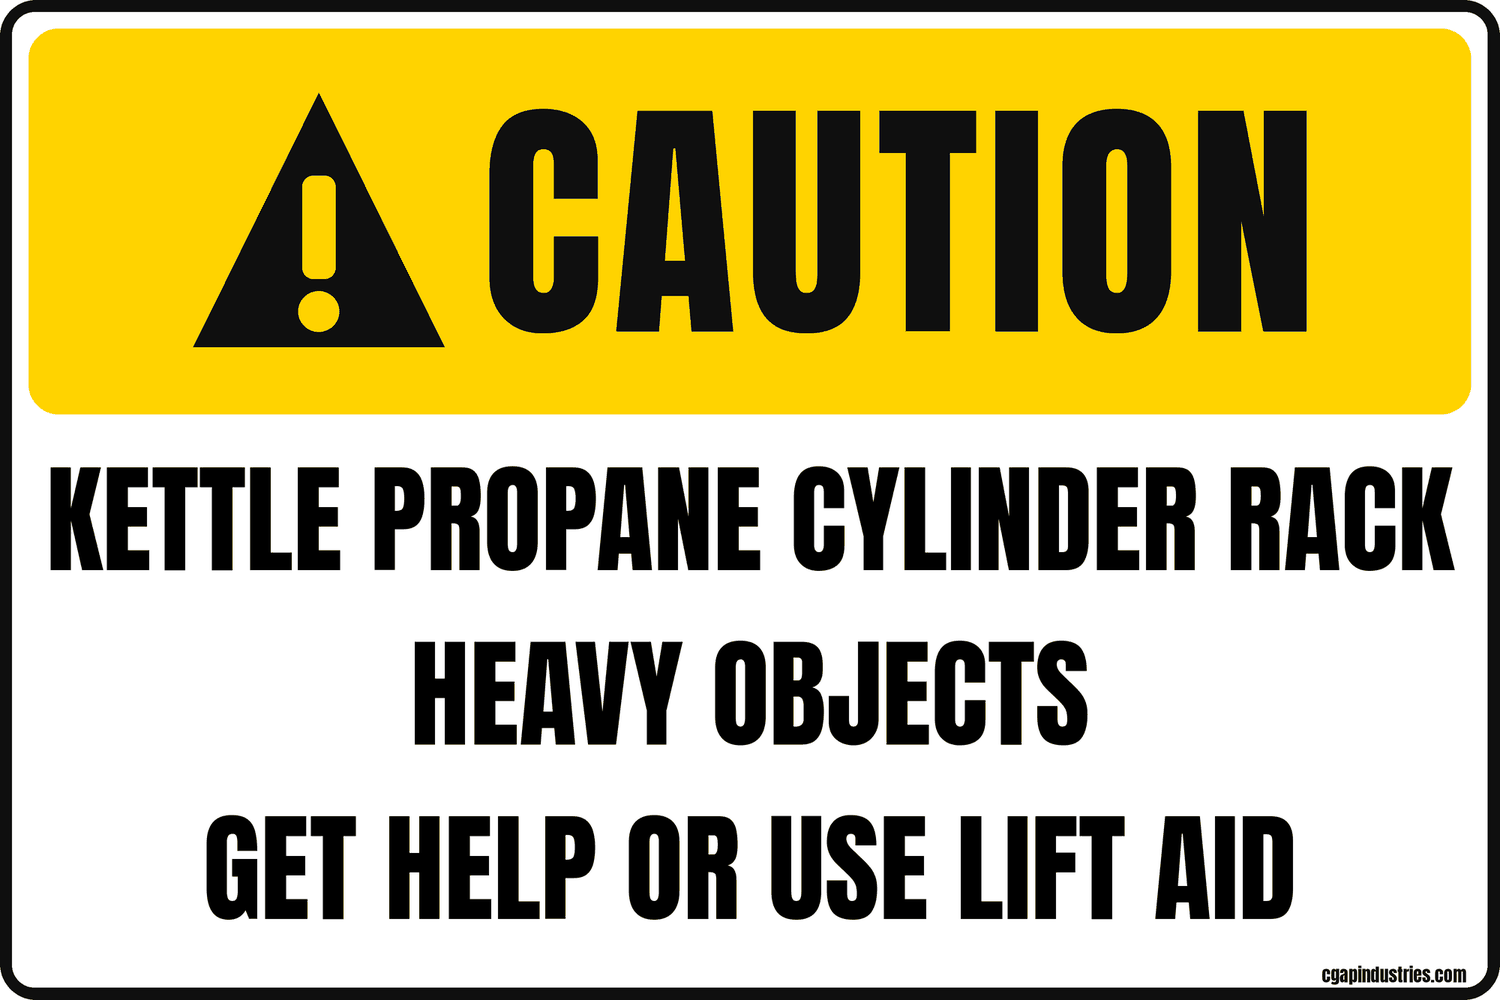 CAUTION
KETTLE PROPANE CYLINDER RACK
HEAVY OBJECTS
GET HELP OR USE LIFT AID
cgapindustries.com